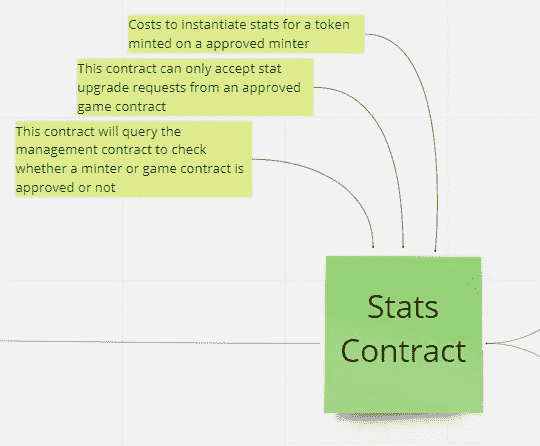 Costs to instantiate stats for a token
minted on a approved minter
This contract can only accept stat
upgrade requests from an approved
game contract
This contract will query the
management contract to check
whether a minter or game contract is
approved or not
Stats
Contract